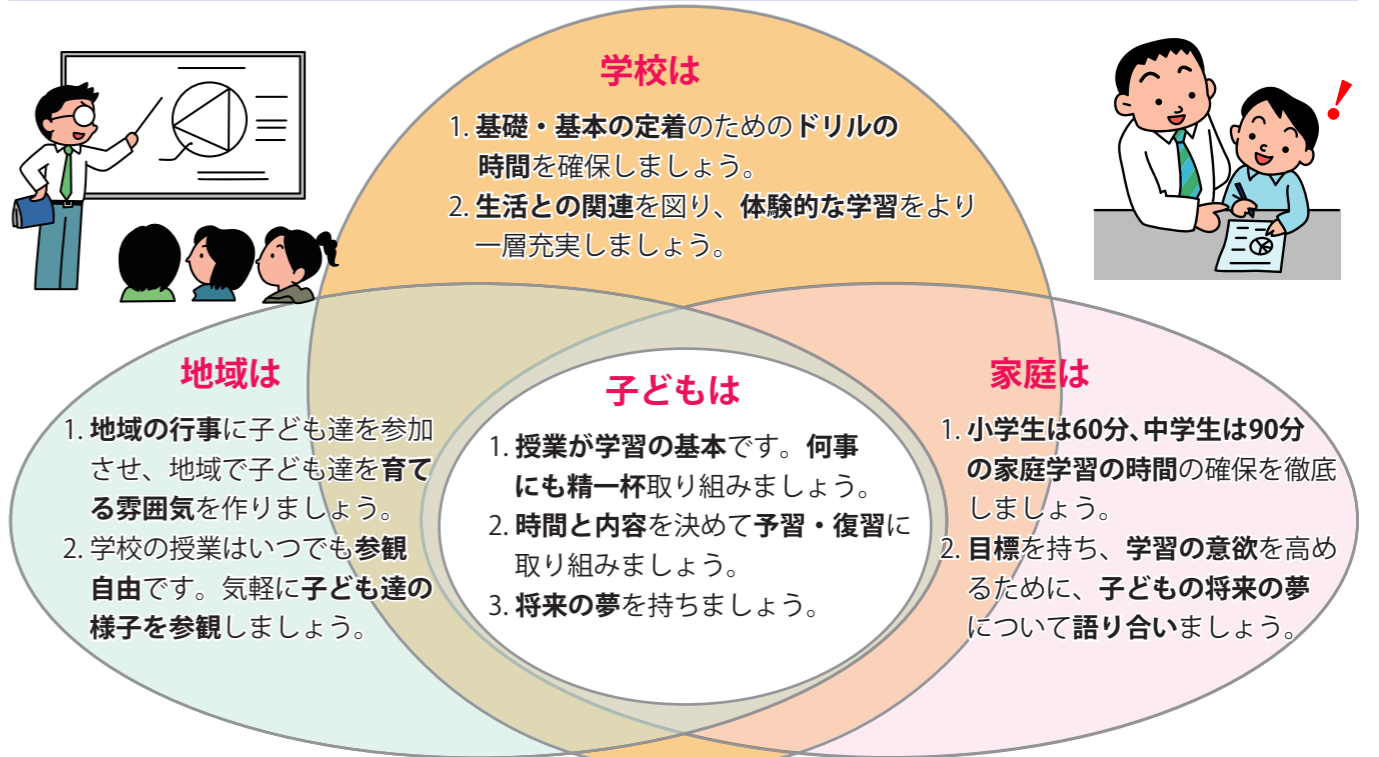 学校は
1. 基礎・基本の定着のためのドリルの
時間を確保しましょう。
2. 生活との関連を図り、体験的な学習をより
一層充実しましょう。
地域は
1. 地域の行事に子ども達を参加
させ、地域で子ども達を育て
る雰囲気を作りましょう。
2. 学校の授業はいつでも参観
自由です。気軽に子ども達の
様子を参観しましょう。
子どもは
1. 授業が学習の基本です。何事
にも精一杯取り組みましょう。
2. 時間と内容を決めて予習・復習に
取り組みましょう。
3. 将来の夢を持ちましょう。
家庭は
1. 小学生は60分、中学生は90分
の家庭学習の時間の確保を徹底
しましょう。
2. 目標を持ち、学習の意欲を高め
るために、子どもの将来の夢
について語り合いましょう。